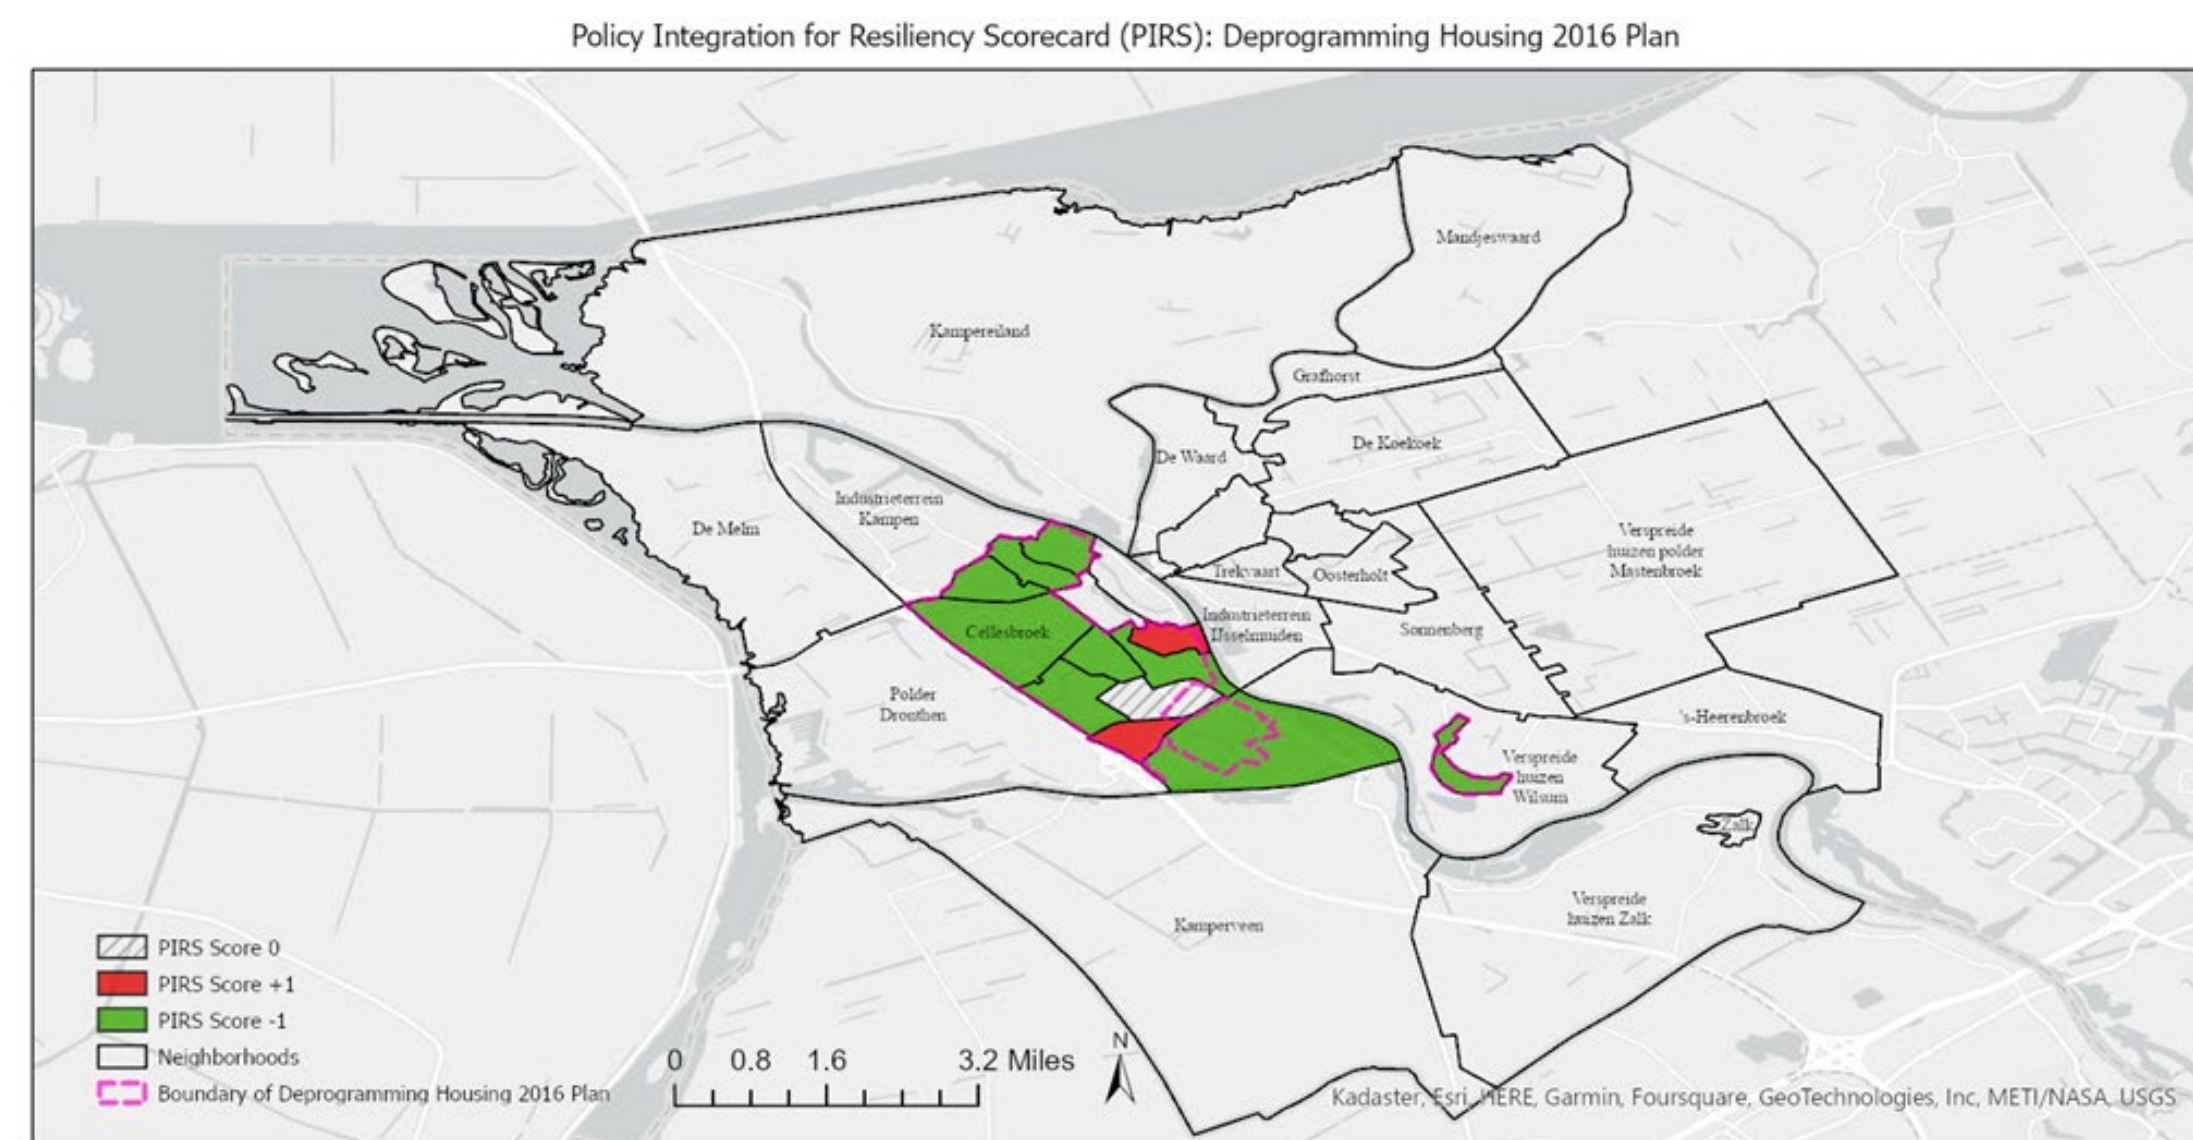 Policy Integration for Resiliency Scorecard (PIRS): Deprogramming Housing 2016 Plan
Mandjeswaard
Kampereiland
Grafhorst
De Koekoek
De Waard
Industrieterrein
Kampen
De Melm
Verspreide
huizen polder
Mastenbroek
Trekvaart
Oosterholt
Industrieterrein
IJsselmuiden
Sonnenberg
Cellesbroek
Polder
Dronthen
's-Heerenbroek
Verspreide
huizen
Wilsum
Zalk
Verspreide
huizen Zalk
Kamperveen
PIRS Score 0
PIRS Score +1
PIRS Score -1
Neighborhoods
Boundary of Deprogramming Housing 2016 Plan
0 0.8 1.6 3.2 Miles
N
Kadaster, Esri, HERE, Garmin, Foursquare, GeoTechnologies, Inc, METI/NASA, USGS